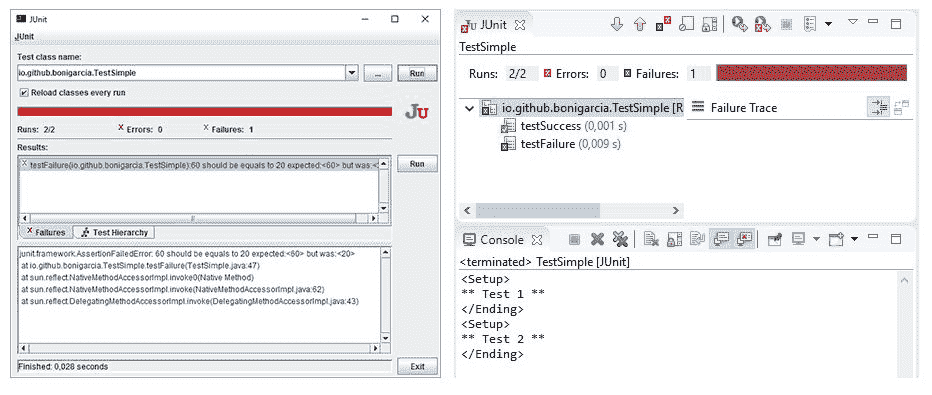 JUnit
JUnit
Test class name:
io.github.bonigarcia.TestSimple
...
Run
Reload classes every run
JU
Runs: 2/2
X Errors: 0
X Failures: 1
Results:
X testFailure(io.github.bonigarcia.TestSimple):60 should be equals to 20 expected:<60> but was:<
Run
X Failures
Test Hierarchy
junit.framework.AssertionFailedError: 60 should be equals to 20 expected:<60> but was:<20>
at io.github.bonigarcia.TestSimple.testFailure(TestSimple.java:47)
at sun.reflect.NativeMethodAccessorImpl.invoke0(Native Method)
at sun.reflect.NativeMethodAccessorImpl.invoke(NativeMethodAccessorImpl.java:62)
at sun.reflect.DelegatingMethodAccessorImpl.invoke(DelegatingMethodAccessorImpl.java:43)
Finished: 0,028 seconds
Exit
JU JUnit
TestSimple
Runs: 2/2
Errors: 0
Failures: 1
io.github.bonigarcia.TestSimple [R
testSuccess (0,001 s)
testFailure (0,009 s)
Failure Trace
Console
<terminated> TestSimple [JUnit]
<Setup>
** Test 1 **
</Ending>
<Setup>
** Test 2 **
</Ending>